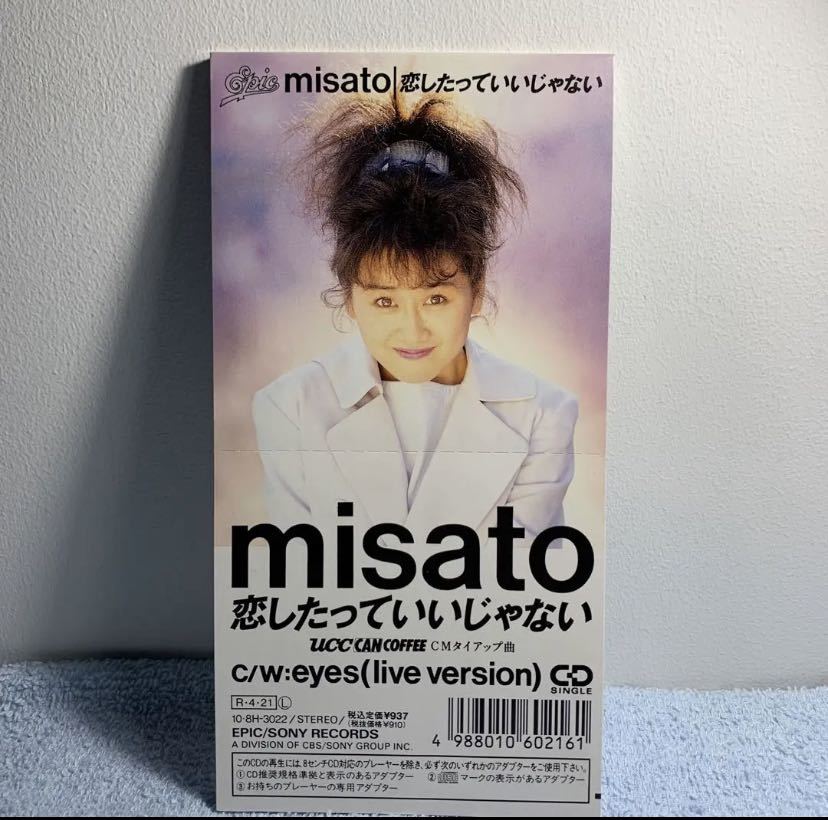 Epic misato|恋したっていいじゃない
misato
恋したっていいじゃない
UCC CAN COFFEE CMタイアップ曲
c/w:eyes(live version) CD SINGLE
R・4・21 L
10・8H-3022/STEREO/税込定価¥937(税抜価格¥910)
EPIC/SONY RECORDS
A DIVISION OF CBS/SONY GROUP INC.
4 988010 602161
このCDの再生には、8センチCD対応のプレーヤーを除き、必ず次のいずれかのアダプターをご使用下さい。
①CD推奨規格準拠と表示のあるアダプター ②マークの表示があるアダプター
③お持ちのプレーヤーの専用アダプター